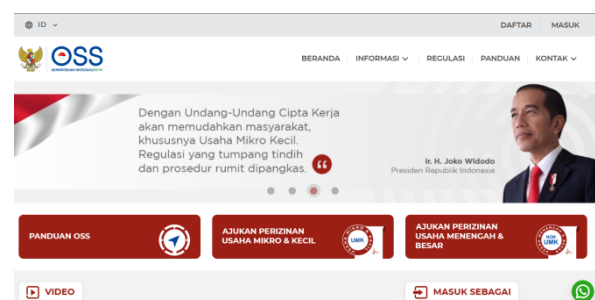 ID
DAFTAR MASUK
OSS
BERANDA INFORMASI REGULASI PANDUAN KONTAK
Dengan Undang-Undang Cipta Kerja
akan memudahkan masyarakat,
khususnya Usaha Mikro Kecil.
Regulasi yang tumpang tindih
dan prosedur rumit dipangkas.
Ir. H. Joko Widodo
Presiden Republik Indonesia
PANDUAN OSS
AJUKAN PERIZINAN
USAHA MIKRO & KECIL
UMK
AJUKAN PERIZINAN
USAHA MENENGAH &
BESAR
NON
UMK
VIDEO
MASUK SEBAGAI